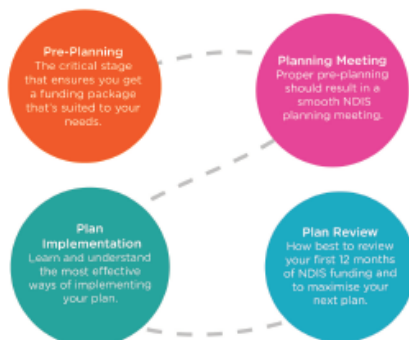 Pre-Planning
The critical stage
that ensures you get
a funding package
that's suited to your
needs.
Planning Meeting
Proper pre-planning
should result in a
smooth NDIS
planning meeting.
Plan
Implementation
Learn and understand
the most effective
ways of implementing
your plan.
Plan Review
How best to review
your first 12 months
of NDIS funding and
to maximise your
next plan.